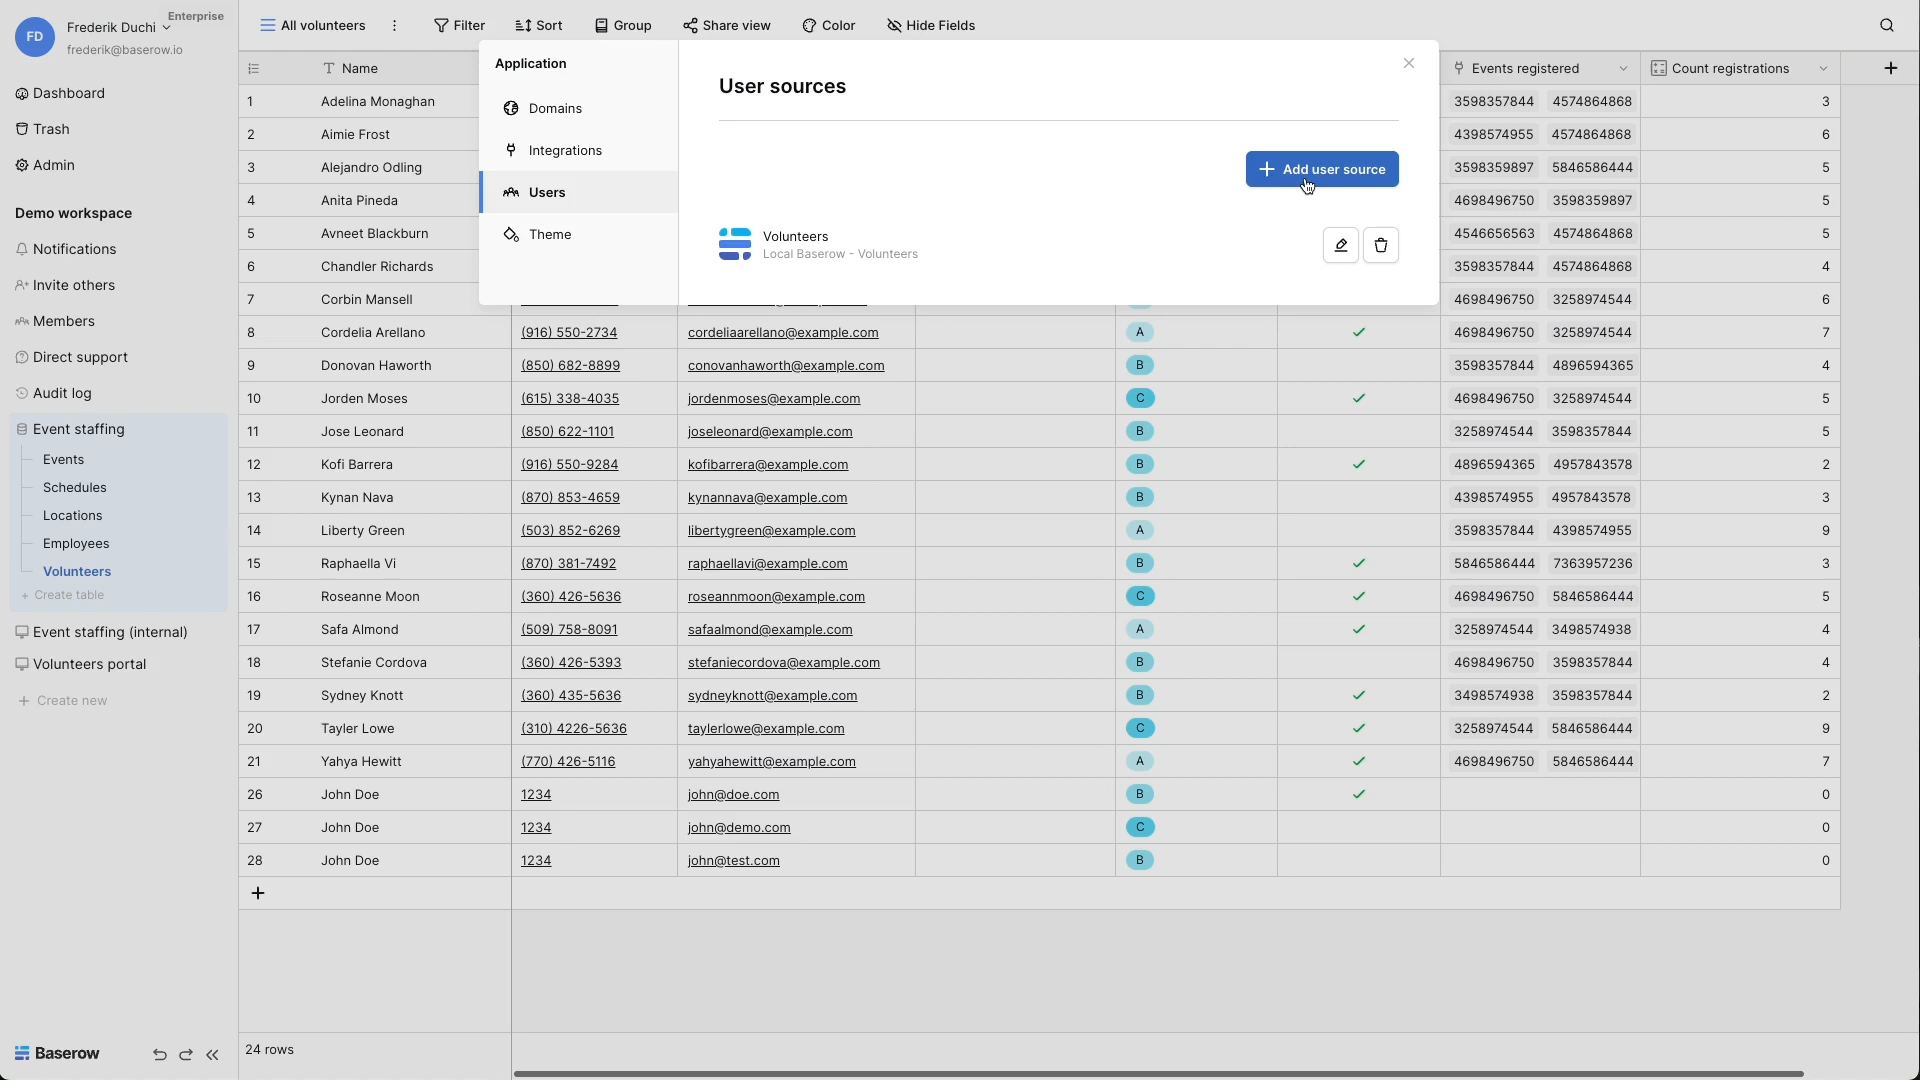 Enterprise
FD
Frederik Duchi
frederik@baserow.io
Dashboard
Trash
Admin
Demo workspace
Notifications
Invite others
Members
Direct support
Audit log
Event staffing
Events
Schedules
Locations
Employees
Volunteers
+ Create table
Event staffing (internal)
Volunteers portal
+ Create new
Baserow
All volunteers
Filter
Sort
Group
Share view
Color
Hide Fields
Application
Domains
Integrations
Users
Theme
User sources
+ Add user source
Volunteers
Local Baserow - Volunteers
Name Events registered Count registrations +
1 Adelina Monaghan 3598357844 4574864868 3
2 Aimie Frost 4398574955 4574864868 6
3 Alejandro Odling 3598359897 5846586444 5
4 Anita Pineda 4698496750 3598359897 5
5 Avneet Blackburn 4546656563 4574864868 5
6 Chandler Richards 3598357844 4574864868 4
7 Corbin Mansell 4698496750 3258974544 6
8 Cordelia Arellano (916) 550-2734 cordeliaarellano@example.com A 4698496750 3258974544 7
9 Donovan Haworth (850) 682-8899 conovanhaworth@example.com B 3598357844 4896594365 4
10 Jorden Moses (615) 338-4035 jordenmoses@example.com C 4698496750 3258974544 5
11 Jose Leonard (850) 622-1101 joseleonard@example.com B 3258974544 3598357844 5
12 Kofi Barrera (916) 550-9284 kofibarrera@example.com B 4896594365 4957843578 2
13 Kynan Nava (870) 853-4659 kynannava@example.com B 4398574955 4957843578 3
14 Liberty Green (503) 852-6269 libertygreen@example.com A 3598357844 4398574955 9
15 Raphaella Vi (870) 381-7492 raphaellavi@example.com B 5846586444 7363957236 3
16 Roseanne Moon (360) 426-5636 roseannmoon@example.com C 4698496750 5846586444 5
17 Safa Almond (509) 758-8091 safaalmond@example.com A 3258974544 3498574938 4
18 Stefanie Cordova (360) 426-5393 stefaniecordova@example.com B 4698496750 3598357844 4
19 Sydney Knott (360) 435-5636 sydneyknott@example.com B 3498574938 3598357844 2
20 Tayler Lowe (310) 4226-5636 taylerlowe@example.com C 3258974544 5846586444 9
21 Yahya Hewitt (770) 426-5116 yahyahewitt@example.com A 4698496750 5846586444 7
26 John Doe 1234 john@doe.com B 0
27 John Doe 1234 john@demo.com C 0
28 John Doe 1234 john@test.com B 0
+
24 rows